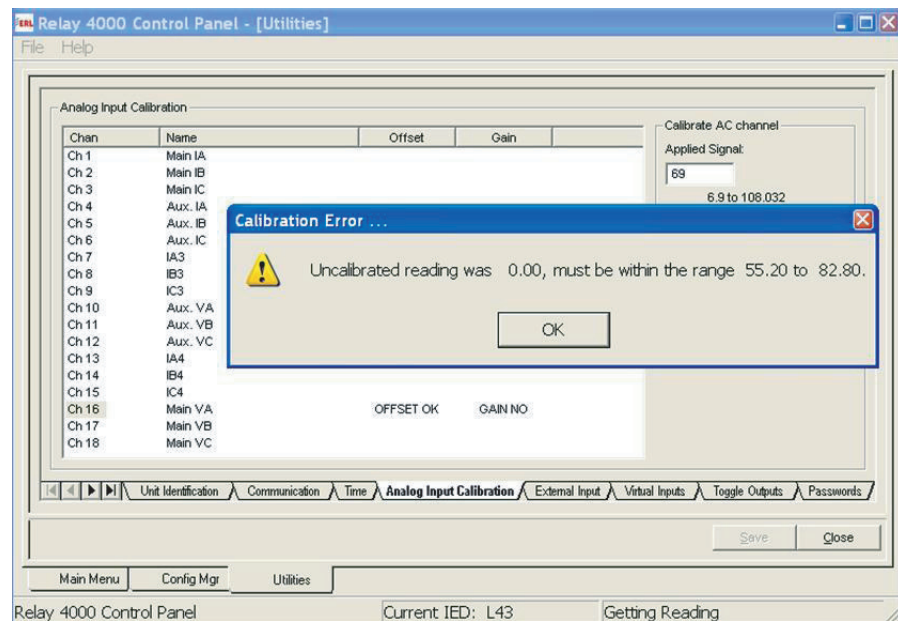 ERL Relay 4000 Control Panel - [Utilities]
File Help
Analog Input Calibration
Chan Name Offset Gain
Ch 1 Main IA
Ch 2 Main IB
Ch 3 Main IC
Ch 4 Aux. IA
Ch 5 Aux. IB
Ch 6 Aux. IC
Ch 7 IA3
Ch 8 IB3
Ch 9 IC3
Ch 10 Aux. VA
Ch 11 Aux. VB
Ch 12 Aux. VC
Ch 13 IA4
Ch 14 IB4
Ch 15 IC4
Ch 16 Main VA OFFSET OK GAIN NO
Ch 17 Main VB
Ch 18 Main VC
Calibrate AC channel
Applied Signal:
69
6.9 to 108.032
Calibration Error ...
Uncalibrated reading was 0.00, must be within the range 55.20 to 82.80.
OK
Unit Identification Communication Time Analog Input Calibration External Input Virtual Inputs Toggle Outputs Passwords
Save Close
Main Menu Config Mgr Utilities
Relay 4000 Control Panel Current IED: L43 Getting Reading